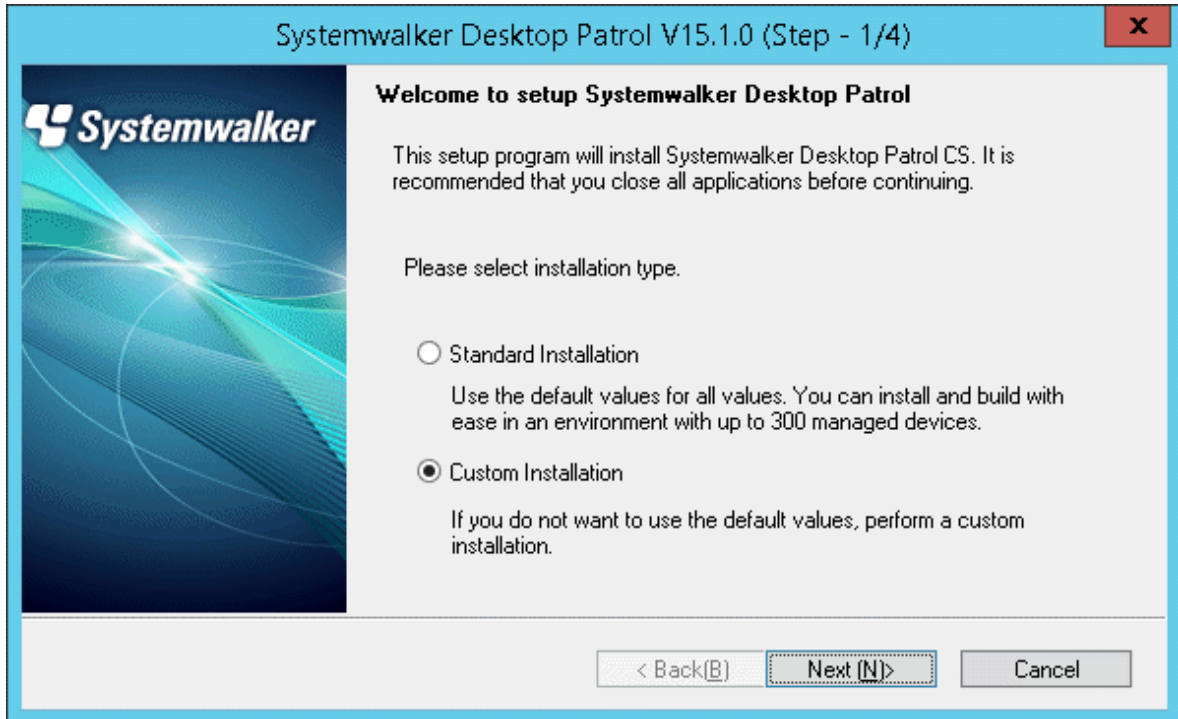 Systemwalker Desktop Patrol V15.1.0 (Step - 1/4)
x
Systemwalker
Welcome to setup Systemwalker Desktop Patrol
This setup program will install Systemwalker Desktop Patrol CS. It is
recommended that you close all applications before continuing.
Please select installation type.
Standard Installation
Use the default values for all values. You can install and build with
ease in an environment with up to 300 managed devices.
Custom Installation
If you do not want to use the default values, perform a custom
installation.
< Back(B) Next (N)> Cancel